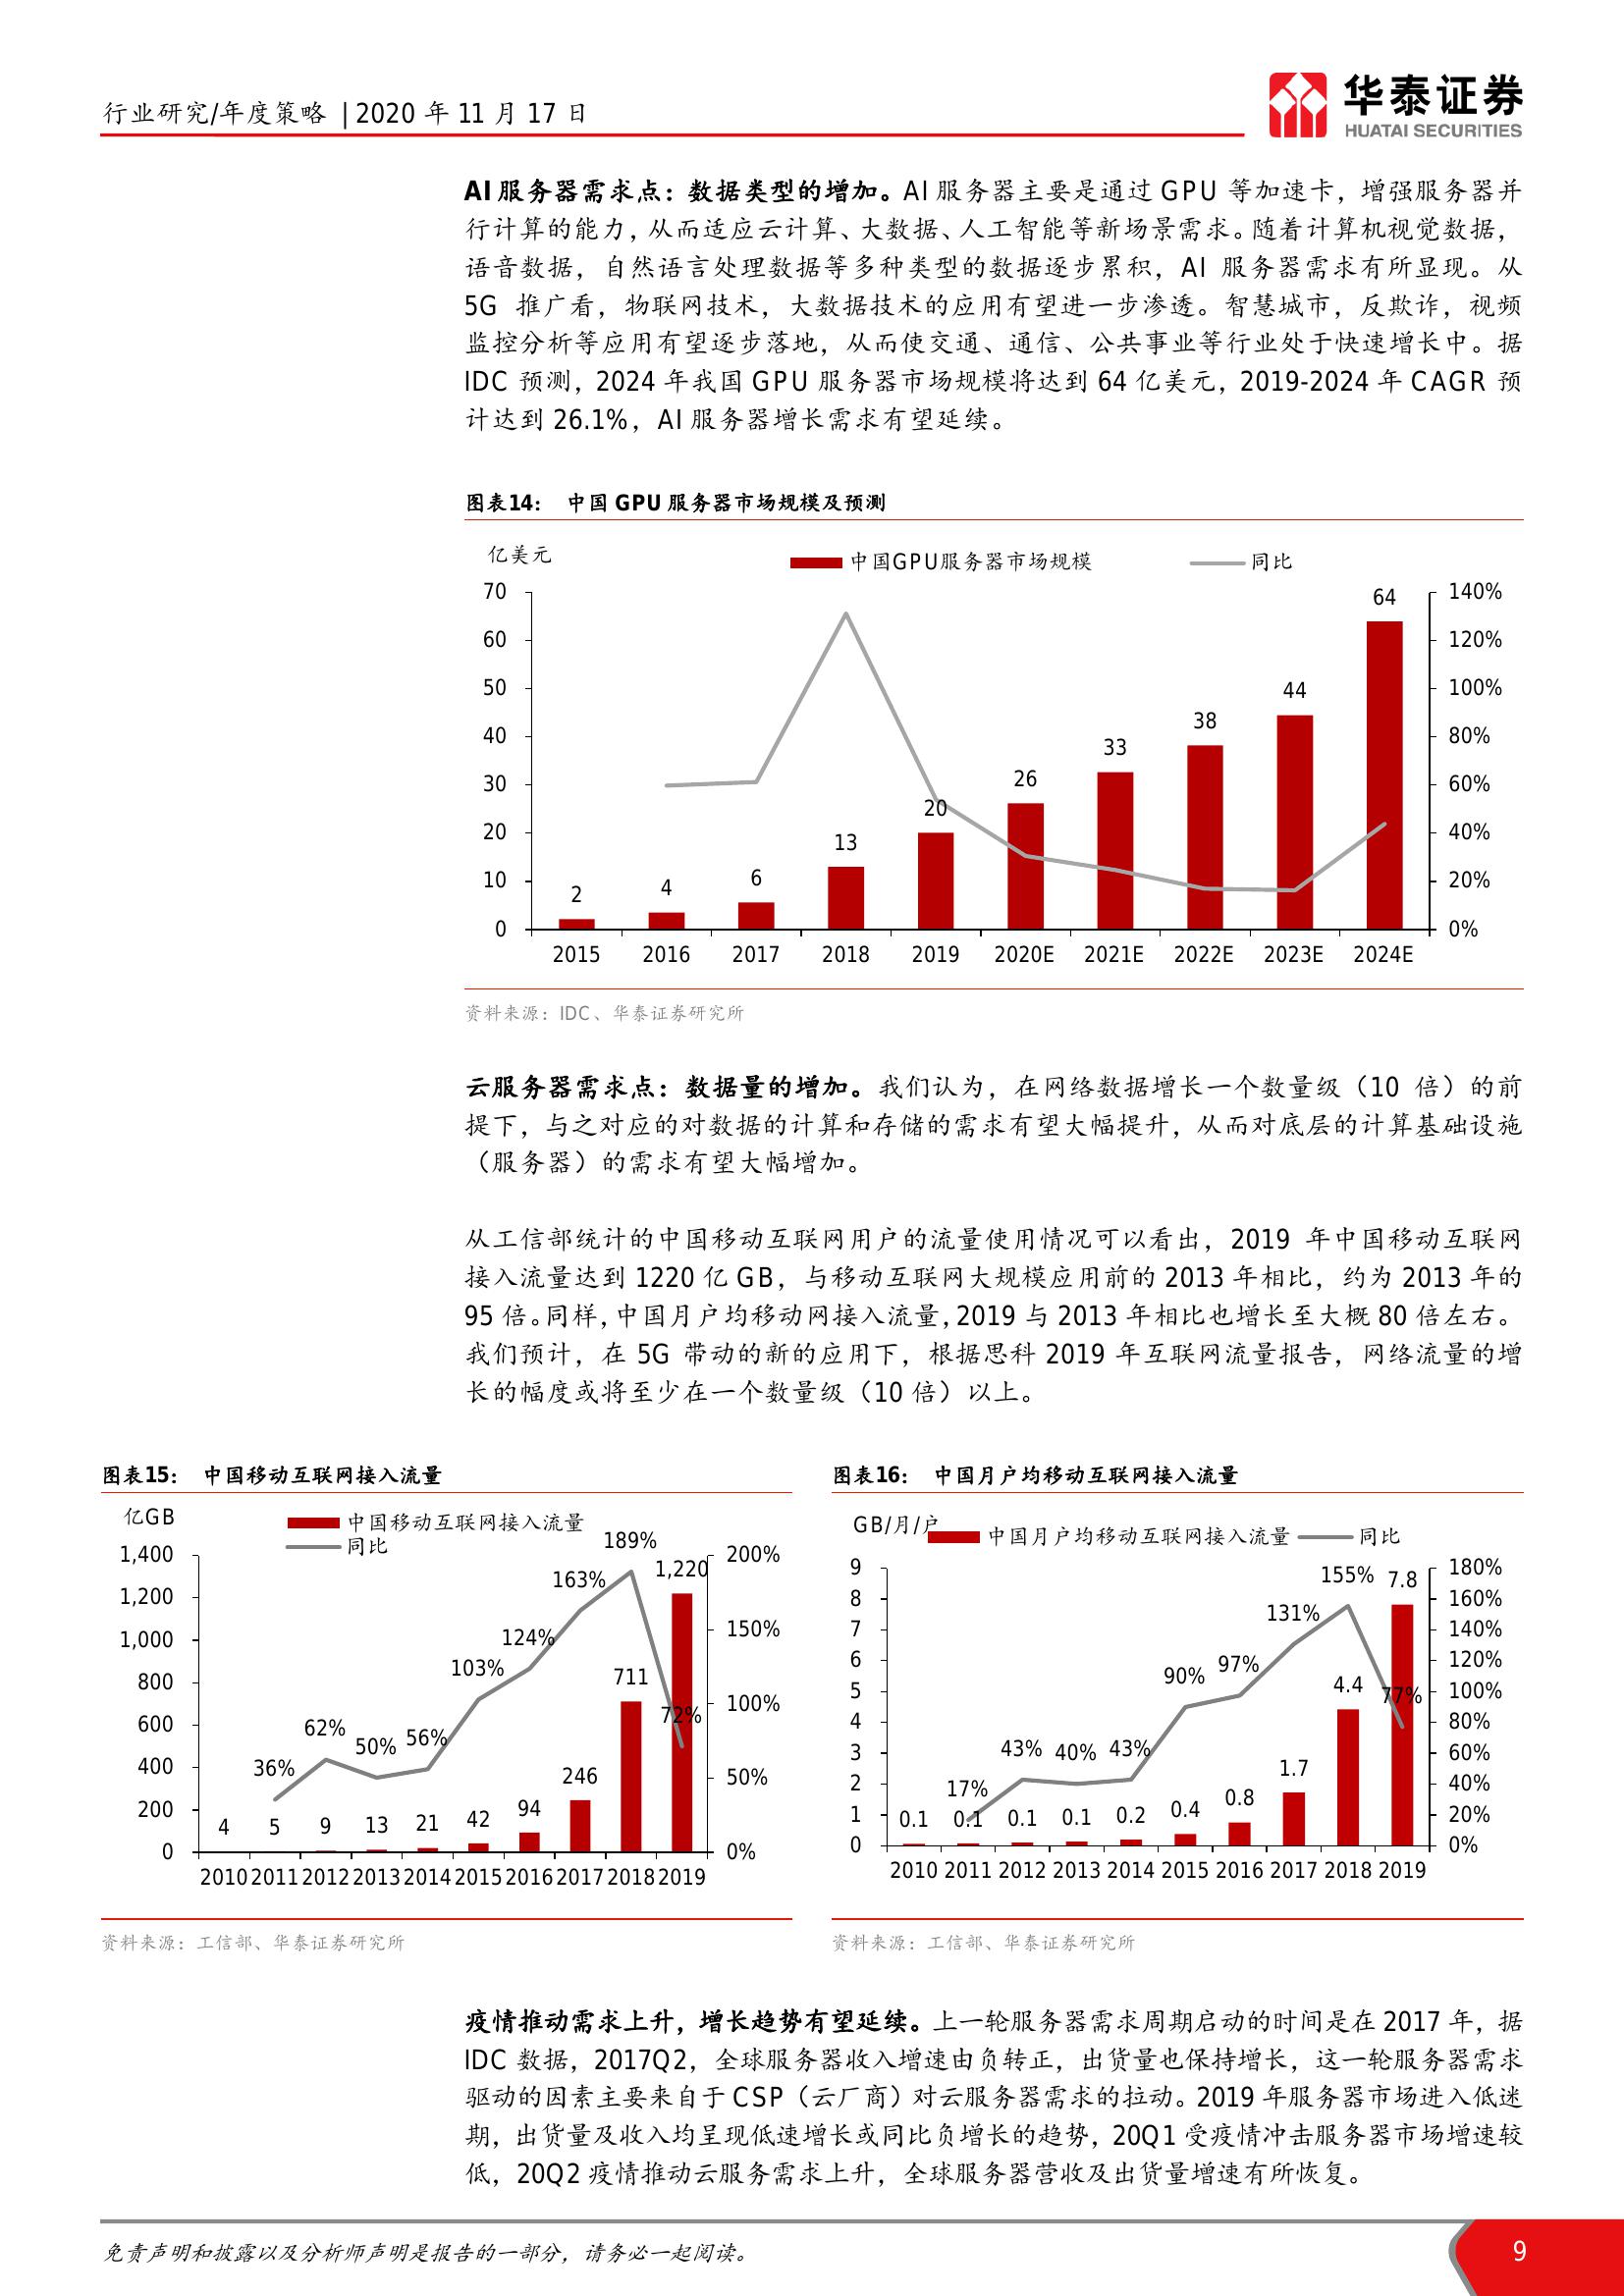 行业研究/年度策略 | 2020 年 11 月 17 日
华泰证券
HUATAI SECURITIES
AI 服务器需求点：数据类型的增加。AI 服务器主要是通过 GPU 等加速卡，增强服务器并
行计算的能力，从而适应云计算、大数据、人工智能等新场景需求。随着计算机视觉数据，
语音数据，自然语言处理数据等多种类型的数据逐步累积，AI 服务器需求有所显现。从
5G 推广看，物联网技术，大数据技术的应用有望进一步渗透。智慧城市，反欺诈，视频
监控分析等应用有望逐步落地，从而使交通、通信、公共事业等行业处于快速增长中。据
IDC 预测，2024 年我国 GPU 服务器市场规模将达到 64 亿美元，2019-2024 年 CAGR 预
计达到 26.1%，AI 服务器增长需求有望延续。
图表14： 中国 GPU 服务器市场规模及预测
亿美元
中国GPU服务器市场规模 同比
70 140%
60 120%
50 100%
40 80%
30 60%
20 40%
10 20%
0 0%
2 4 6 13 20 26 33 38 44 64
2015 2016 2017 2018 2019 2020E 2021E 2022E 2023E 2024E
资料来源：IDC、华泰证券研究所
云服务器需求点：数据量的增加。我们认为，在网络数据增长一个数量级（10 倍）的前
提下，与之对应的对数据的计算和存储的需求有望大幅提升，从而对底层的计算基础设施
（服务器）的需求有望大幅增加。
从工信部统计的中国移动互联网用户的流量使用情况可以看出，2019 年中国移动互联网
接入流量达到 1220 亿 GB，与移动互联网大规模应用前的 2013 年相比，约为 2013 年的
95 倍。同样，中国月户均移动网接入流量，2019 与 2013 年相比也增长至大概 80 倍左右。
我们预计，在 5G 带动的新的应用下，根据思科 2019 年互联网流量报告，网络流量的增
长的幅度或将至少在一个数量级（10 倍）以上。
图表15： 中国移动互联网接入流量
亿GB
中国移动互联网接入流量
同比
1,400 200%
1,200
1,000 150%
800
600 100%
400 50%
200
0 0%
36% 62% 50% 56% 103% 124% 163% 189% 72%
4 5 9 13 21 42 94 246 711 1,220
2010 2011 2012 2013 2014 2015 2016 2017 2018 2019
资料来源：工信部、华泰证券研究所
图表16： 中国月户均移动互联网接入流量
GB/月/户
中国月户均移动互联网接入流量 同比
9 180%
8 160%
7 140%
6 120%
5 100%
4 80%
3 60%
2 40%
1 20%
0 0%
17% 43% 40% 43% 90% 97% 131% 155% 77%
0.1 0.1 0.1 0.1 0.2 0.4 0.8 1.7 4.4 7.8
2010 2011 2012 2013 2014 2015 2016 2017 2018 2019
资料来源：工信部、华泰证券研究所
疫情推动需求上升，增长趋势有望延续。上一轮服务器需求周期启动的时间是在 2017 年，据
IDC 数据，2017Q2，全球服务器收入增速由负转正，出货量也保持增长，这一轮服务器需求
驱动的因素主要来自于 CSP（云厂商）对云服务器需求的拉动。2019 年服务器市场进入低迷
期，出货量及收入均呈现低速增长或同比负增长的趋势，20Q1 受疫情冲击服务器市场增速较
低，20Q2 疫情推动云服务需求上升，全球服务器营收及出货量增速有所恢复。
免责声明和披露以及分析师声明是报告的一部分，请务必一起阅读。
9